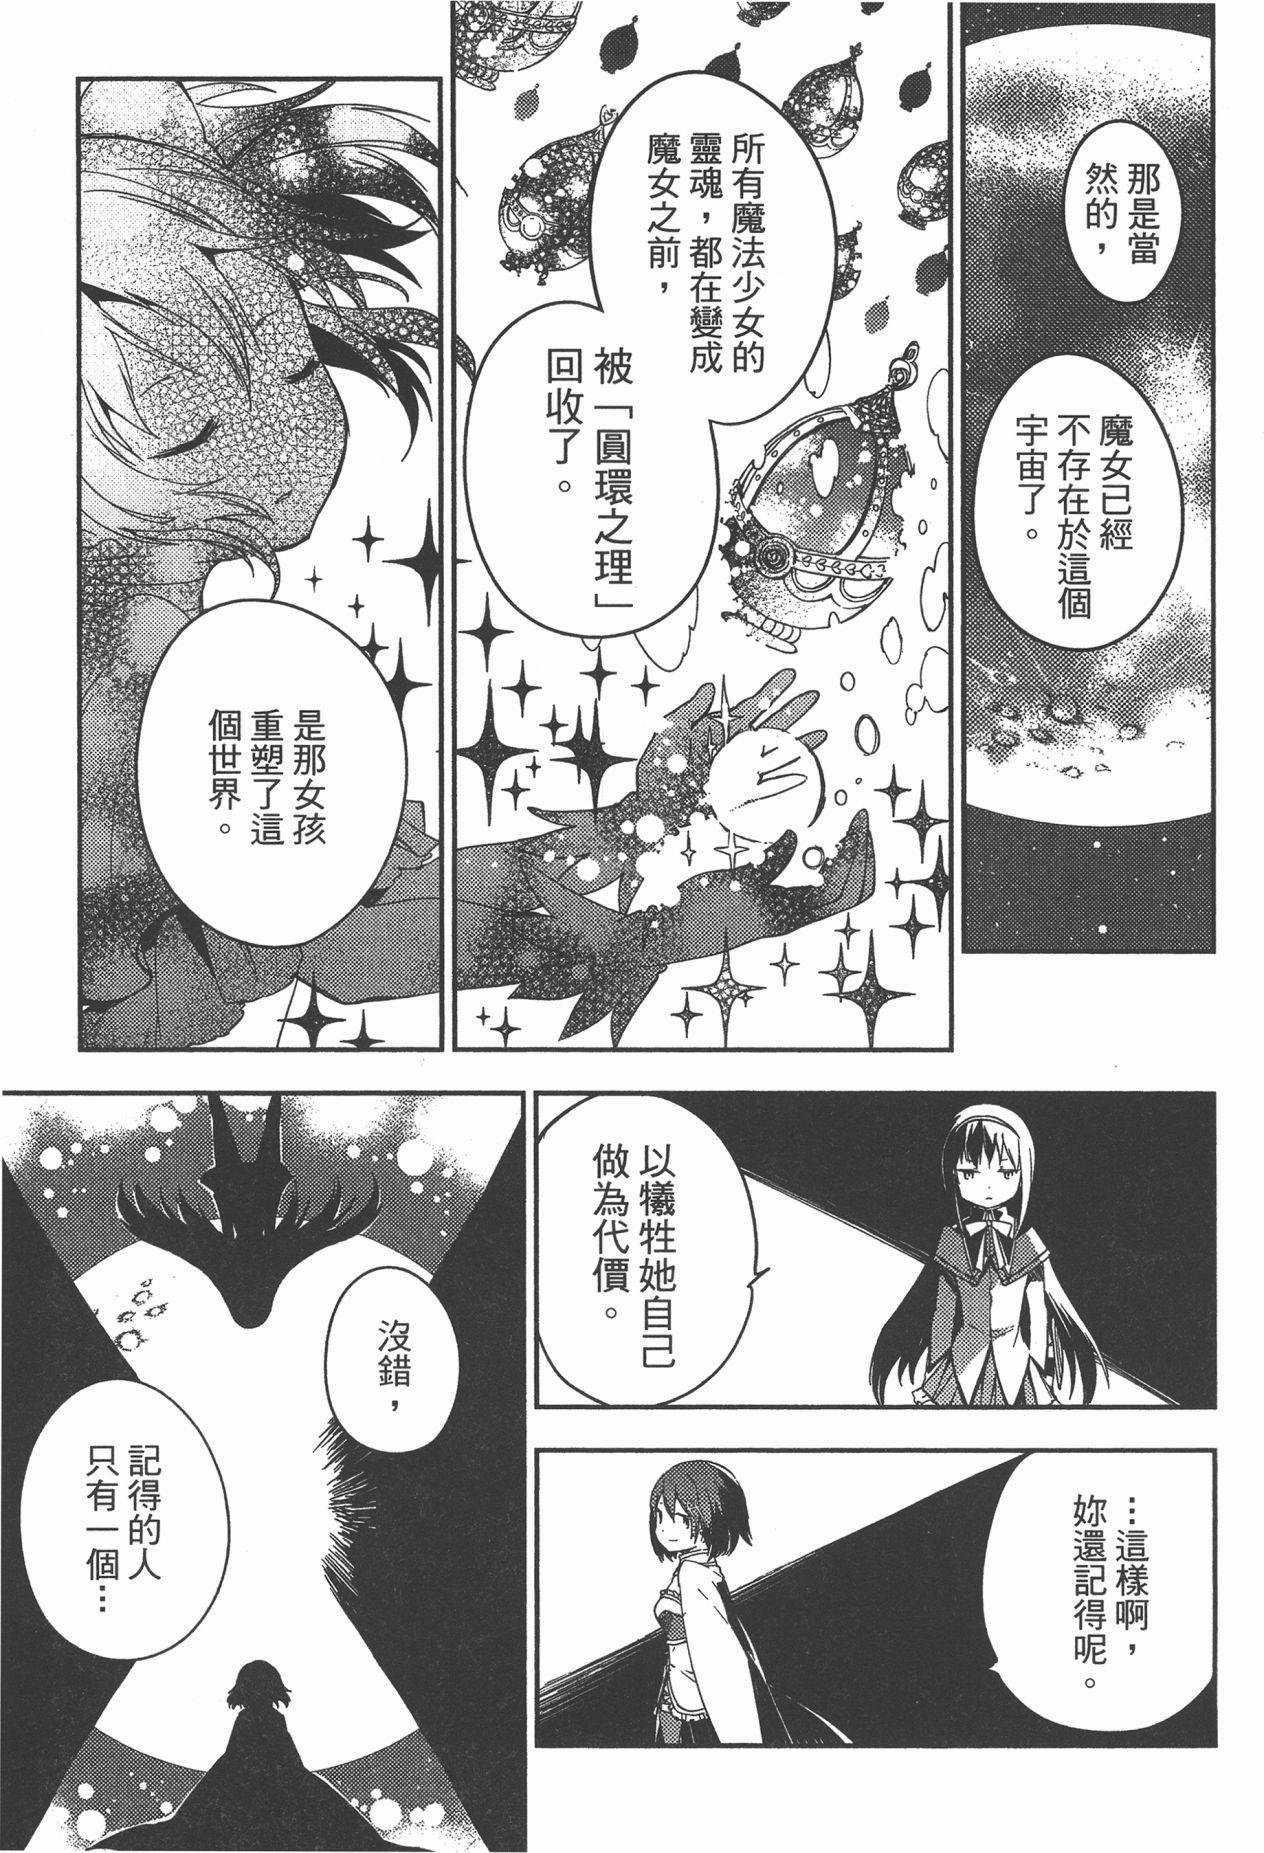 那是當
然的，
魔女已經
不存在於這個
宇宙了。
所有魔法少女的
靈魂，都在變成
魔女之前，
被「圓環之理」
回收了。
是那女孩
重塑了這
個世界。
以犧牲她自己
做為代價。
…這樣啊，
妳還記得呢。
沒錯，
記得的人
只有一個…